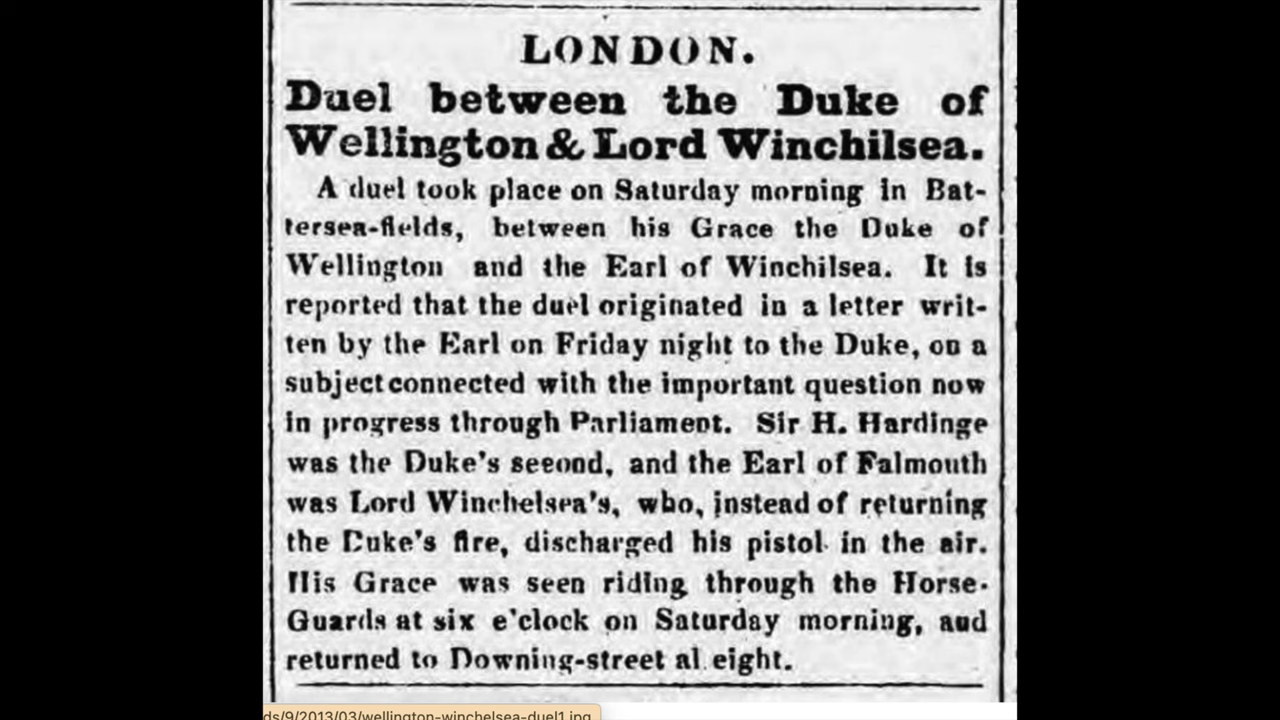 LONDON.
Duel between the Duke of
Wellington & Lord Winchilsea.
A duel took place on Saturday morning in Bat-
tersea-fields, between his Grace the Duke of
Wellington and the Earl of Winchilsea. It is
reported that the duel originated in a letter writ-
ten by the Earl on Friday night to the Duke, on a
subject connected with the important question now
in progress through Parliament. Sir H. Hardinge
was the Duke's seeond, and the Earl of Falmouth
was Lord Winchelsea's, who, instead of returning
the Duke's fire, discharged his pistol in the air.
His Grace was seen riding through the Horse-
Guards at six e'clock on Saturday morning, and
returned to Downing-street al eight.
ds/9/2013/03/wellington-winchelsea-duel1.jpg